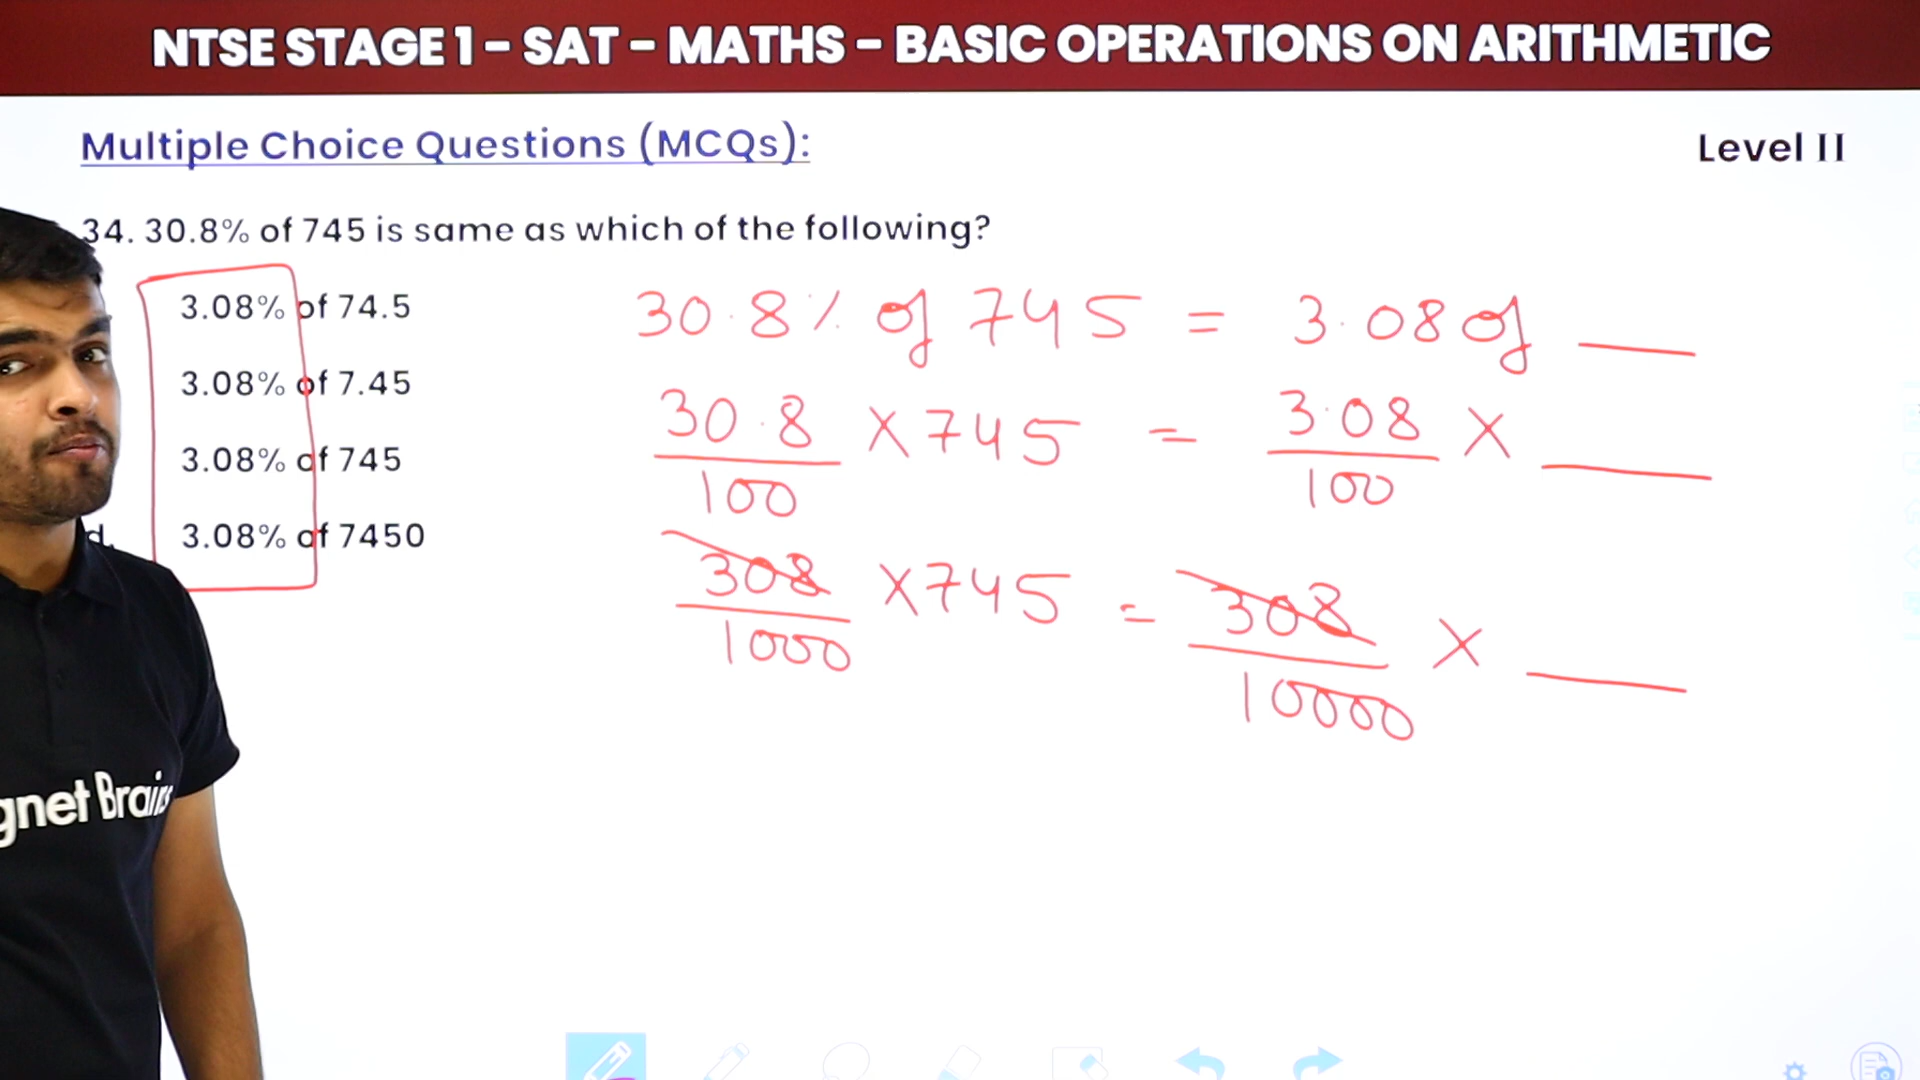 NTSE STAGE 1 – SAT – MATHS – BASIC OPERATIONS ON ARITHMETIC
Multiple Choice Questions (MCQs):
Level II
34. 30.8% of 745 is same as which of the following?
3.08% of 74.5
3.08% of 7.45
3.08% of 745
d. 3.08% of 7450
30.8% of 745 = 3.08 of ___
30.8/100 × 745 = 3.08/100 × ___
308/1000 × 745 = 308/10000 × ___
gnet Brains